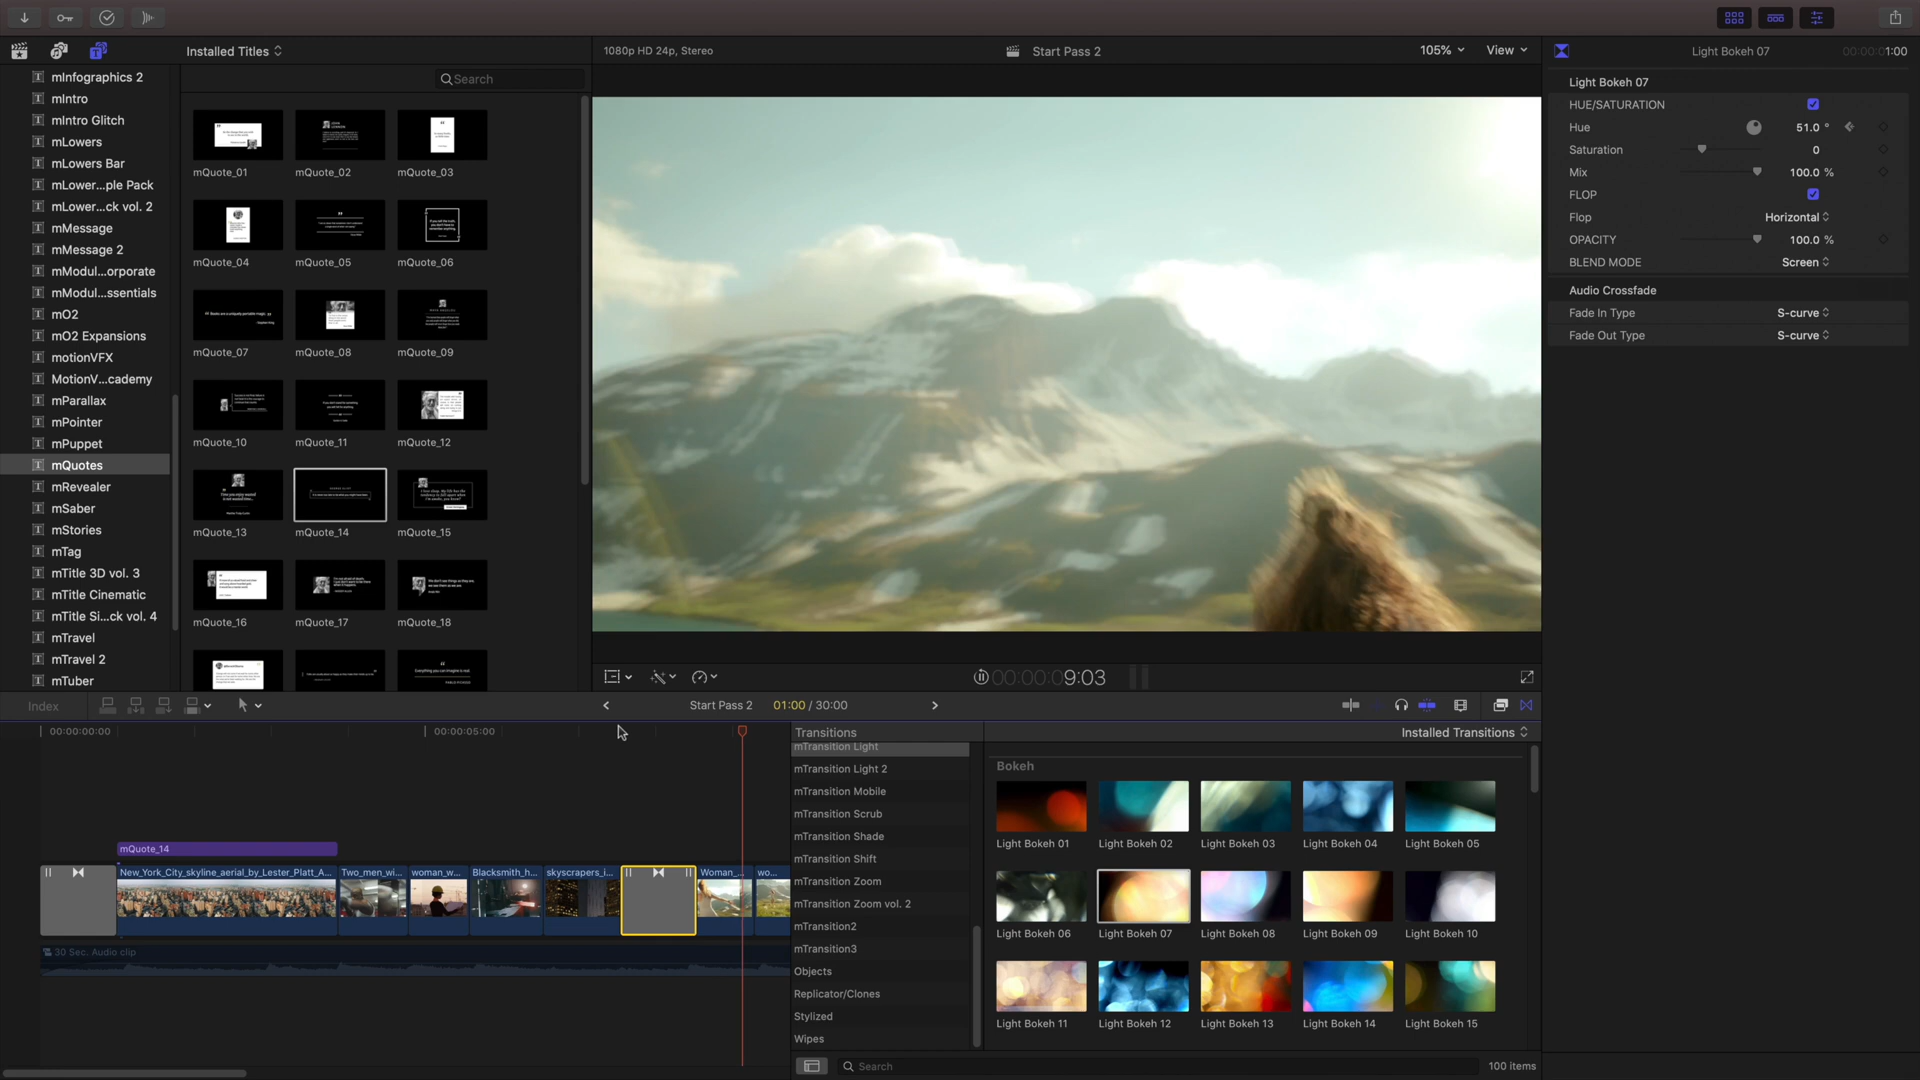 Installed Titles
1080p HD 24p, Stereo
Start Pass 2
105%
View
Light Bokeh 07
00:00:01:00
Search
mInfographics 2
mIntro
mIntro Glitch
mLowers
mLowers Bar
mLower...ple Pack
mLower...ck vol. 2
mMessage
mMessage 2
mModul...orporate
mModul...ssentials
mO2
mO2 Expansions
motionVFX
MotionV...cademy
mParallax
mPointer
mPuppet
mQuotes
mRevealer
mSaber
mStories
mTag
mTitle 3D vol. 3
mTitle Cinematic
mTitle Si...ck vol. 4
mTravel
mTravel 2
mTuber
mQuote_01
mQuote_02
mQuote_03
mQuote_04
mQuote_05
mQuote_06
mQuote_07
mQuote_08
mQuote_09
mQuote_10
mQuote_11
mQuote_12
mQuote_13
mQuote_14
mQuote_15
mQuote_16
mQuote_17
mQuote_18
Light Bokeh 07
HUE/SATURATION
Hue
51.0 °
Saturation
0
Mix
100.0 %
FLOP
Flop
Horizontal
OPACITY
100.0 %
BLEND MODE
Screen
Audio Crossfade
Fade In Type
S-curve
Fade Out Type
S-curve
00:00:09:03
Index
Start Pass 2
01:00 / 30:00
00:00:00:00
00:00:05:00
mQuote_14
New_York_City_skyline_aerial_by_Lester_Platt_A...
Two_men_wi...
woman_w...
Blacksmith_h...
skyscrapers_i...
Woman_...
wo...
30 Sec. Audio clip
Transitions
Installed Transitions
mTransition Light
mTransition Light 2
mTransition Mobile
mTransition Scrub
mTransition Shade
mTransition Shift
mTransition Zoom
mTransition Zoom vol. 2
mTransition2
mTransition3
Objects
Replicator/Clones
Stylized
Wipes
Bokeh
Light Bokeh 01
Light Bokeh 02
Light Bokeh 03
Light Bokeh 04
Light Bokeh 05
Light Bokeh 06
Light Bokeh 07
Light Bokeh 08
Light Bokeh 09
Light Bokeh 10
Light Bokeh 11
Light Bokeh 12
Light Bokeh 13
Light Bokeh 14
Light Bokeh 15
Search
100 items